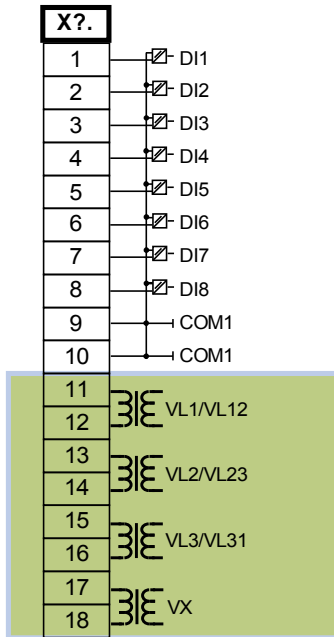 X?.
1 DI1
2 DI2
3 DI3
4 DI4
5 DI5
6 DI6
7 DI7
8 DI8
9 COM1
10 COM1
11
VL1/VL12
12
13
VL2/VL23
14
15
VL3/VL31
16
17
VX
18